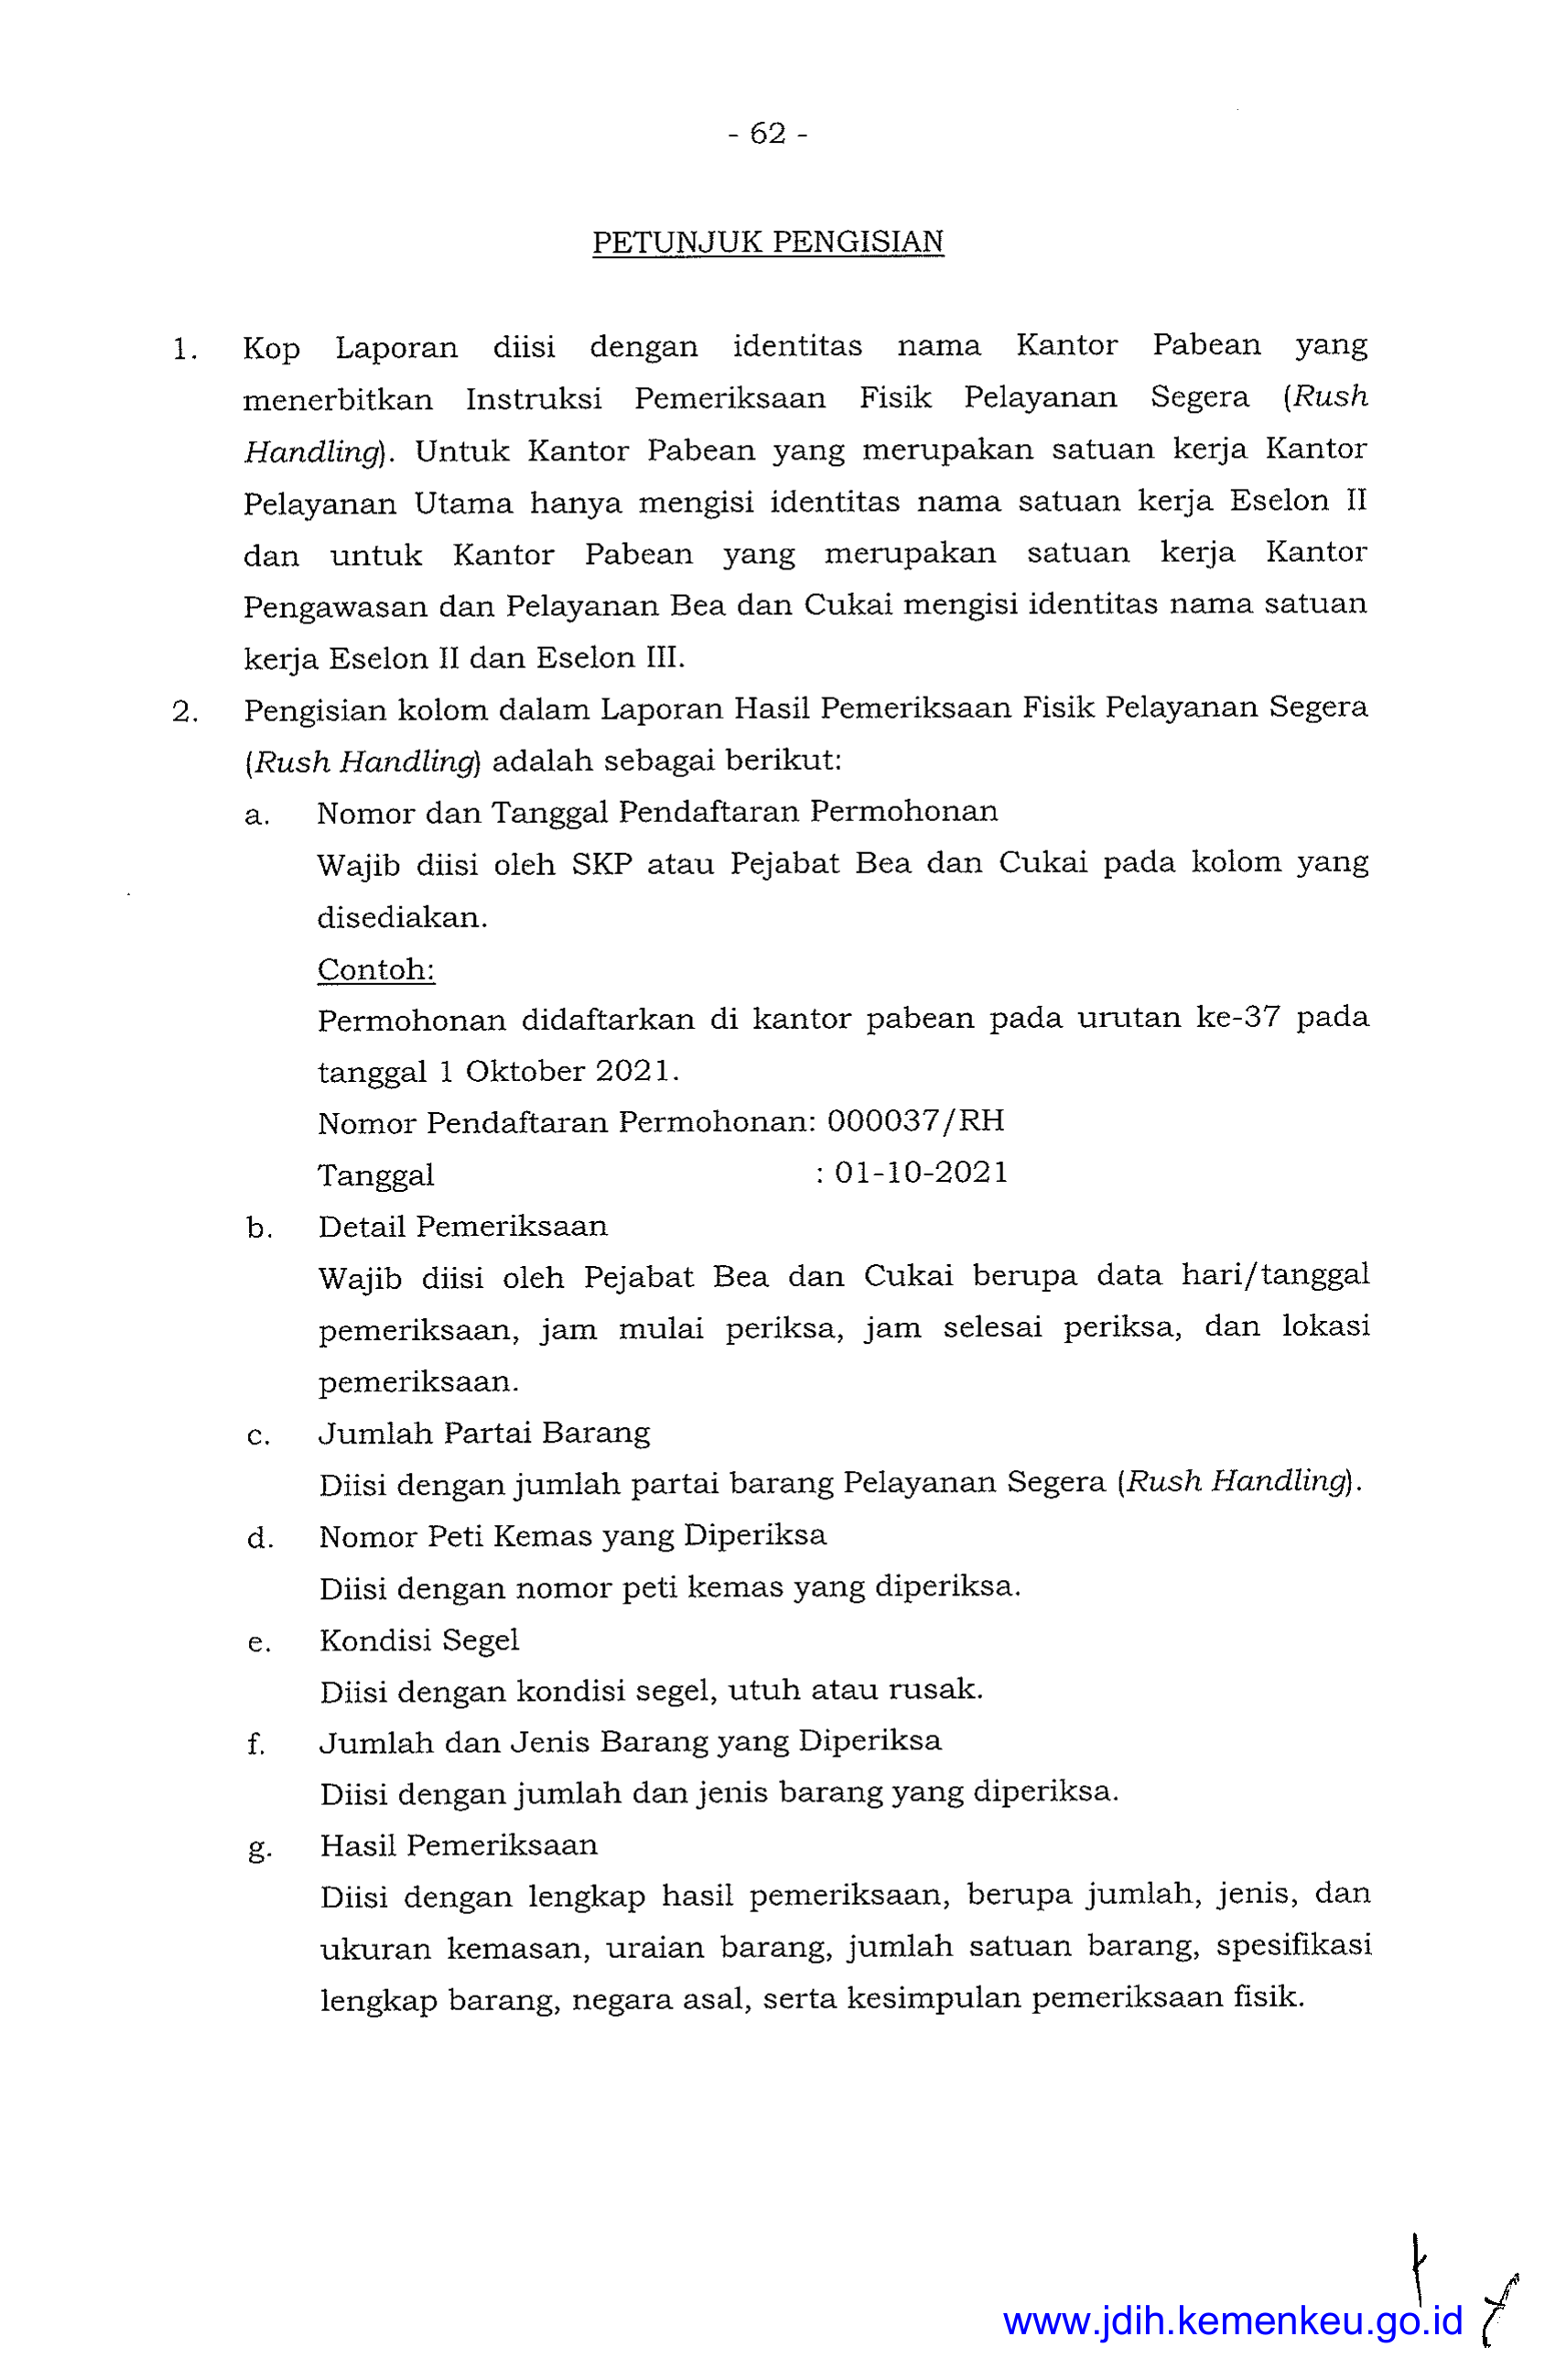 - 62 -
PETUNJUK PENGISIAN
1. Kop Laporan diisi dengan identitas nama Kantor Pabean yang
menerbitkan Instruksi Pemeriksaan Fisik Pelayanan Segera (Rush
Handling). Untuk Kantor Pabean yang merupakan satuan kerja Kantor
Pelayanan Utama hanya mengisi identitas nama satuan kerja Eselon II
dan untuk Kantor Pabean yang merupakan satuan kerja Kantor
Pengawasan dan Pelayanan Bea dan Cukai mengisi identitas nama satuan
kerja Eselon II dan Eselon III.
2. Pengisian kolom dalam Laporan Hasil Pemeriksaan Fisik Pelayanan Segera
(Rush Handling) adalah sebagai berikut:
a. Nomor dan Tanggal Pendaftaran Permohonan
Wajib diisi oleh SKP atau Pejabat Bea dan Cukai pada kolom yang
disediakan.
Contoh:
Permohonan didaftarkan di kantor pabean pada urutan ke-37 pada
tanggal 1 Oktober 2021.
Nomor Pendaftaran Permohonan: 000037/RH
Tanggal : 01-10-2021
b. Detail Pemeriksaan
Wajib diisi oleh Pejabat Bea dan Cukai berupa data hari/tanggal
pemeriksaan, jam mulai periksa, jam selesai periksa, dan lokasi
pemeriksaan.
c. Jumlah Partai Barang
Diisi dengan jumlah partai barang Pelayanan Segera (Rush Handling).
d. Nomor Peti Kemas yang Diperiksa
Diisi dengan nomor peti kemas yang diperiksa.
e. Kondisi Segel
Diisi dengan kondisi segel, utuh atau rusak.
f. Jumlah dan Jenis Barang yang Diperiksa
Diisi dengan jumlah dan jenis barang yang diperiksa.
g. Hasil Pemeriksaan
Diisi dengan lengkap hasil pemeriksaan, berupa jumlah, jenis, dan
ukuran kemasan, uraian barang, jumlah satuan barang, spesifikasi
lengkap barang, negara asal, serta kesimpulan pemeriksaan fisik.
www.jdih.kemenkeu.go.id